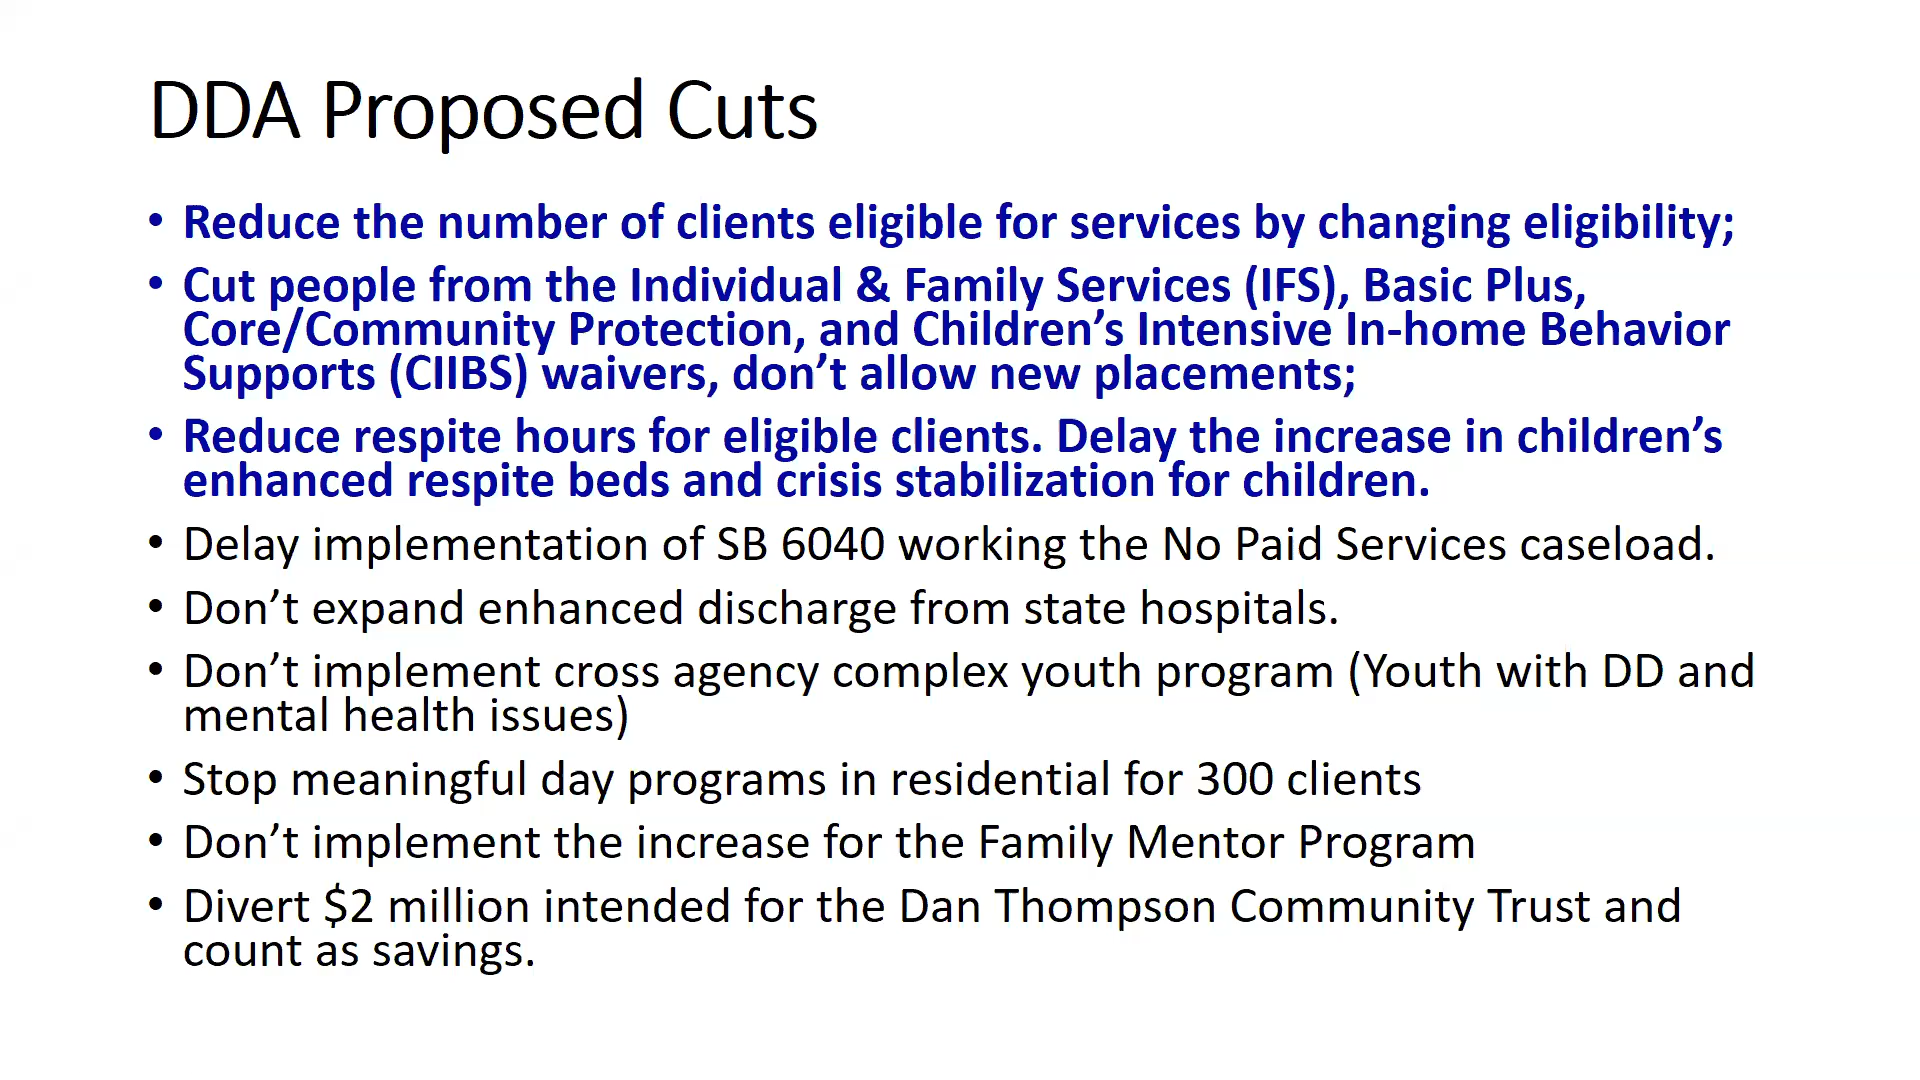 DDA Proposed Cuts
• Reduce the number of clients eligible for services by changing eligibility;
• Cut people from the Individual & Family Services (IFS), Basic Plus,
Core/Community Protection, and Children’s Intensive In-home Behavior
Supports (CIIBS) waivers, don’t allow new placements;
• Reduce respite hours for eligible clients. Delay the increase in children’s
enhanced respite beds and crisis stabilization for children.
• Delay implementation of SB 6040 working the No Paid Services caseload.
• Don’t expand enhanced discharge from state hospitals.
• Don’t implement cross agency complex youth program (Youth with DD and
mental health issues)
• Stop meaningful day programs in residential for 300 clients
• Don’t implement the increase for the Family Mentor Program
• Divert $2 million intended for the Dan Thompson Community Trust and
count as savings.